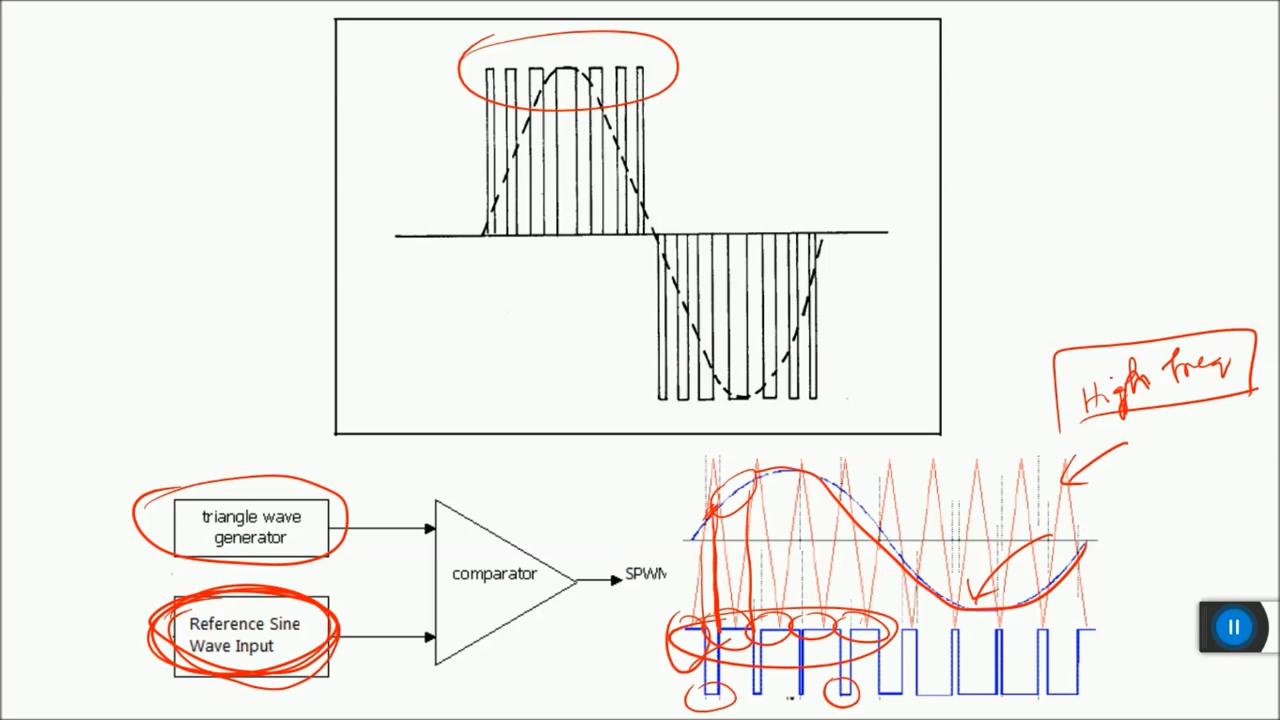 High freq
triangle wave
generator
comparator
SPWM
Reference Sine
Wave Input